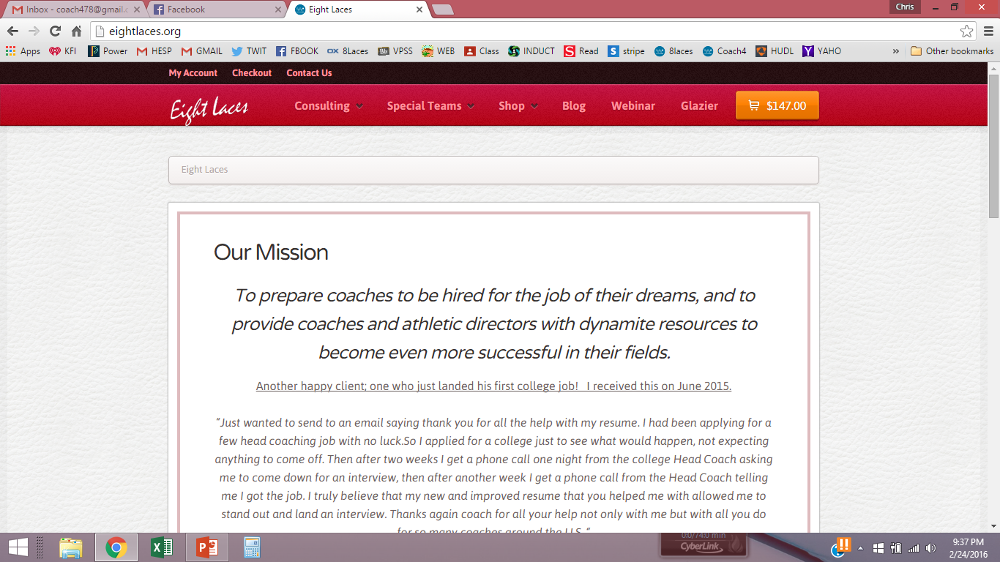 Inbox - coach478@gmail.c
Facebook
Eight Laces
Chris
eightlaces.org
Apps KFI Power HESP GMAIL TWIT FBOOK 8Laces VPSS WEB Class INDUCT Read stripe 8laces Coach4 HUDL YAHO » Other bookmarks
My Account Checkout Contact Us
Eight Laces Consulting Special Teams Shop Blog Webinar Glazier $147.00
Eight Laces
Our Mission
To prepare coaches to be hired for the job of their dreams, and to
provide coaches and athletic directors with dynamite resources to
become even more successful in their fields.
Another happy client; one who just landed his first college job! I received this on June 2015.
“Just wanted to send to an email saying thank you for all the help with my resume. I had been applying for a
few head coaching job with no luck.So I applied for a college just to see what would happen, not expecting
anything to come off. Then after two weeks I get a phone call one night from the college Head Coach asking
me to come down for an interview, then after another week I get a phone call from the Head Coach telling
me I got the job. I truly believe that my new and improved resume that you helped me with allowed me to
stand out and land an interview. Thanks again coach for all your help not only with me but with all you do
for so many coaches around the U.S. “
0:0/74:0 min
CyberLink
9:37 PM
2/24/2016